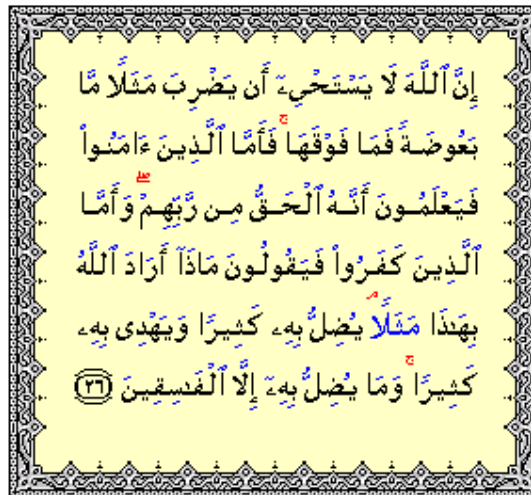 إِنَّ ٱللَّهَ لَا يَسْتَحْىِۦٓ أَن يَضْرِبَ مَثَلًا مَّا
بَعُوضَةً فَمَا فَوْقَهَا ۚ فَأَمَّا ٱلَّذِينَ ءَامَنُوا۟
فَيَعْلَمُونَ أَنَّهُ ٱلْحَقُّ مِن رَّبِّهِمْ ۖ وَأَمَّا
ٱلَّذِينَ كَفَرُوا۟ فَيَقُولُونَ مَاذَآ أَرَادَ ٱللَّهُ
بِهَـٰذَا مَثَلًا ۘ يُضِلُّ بِهِۦ كَثِيرًا وَيَهْدِى بِهِۦ
كَثِيرًا ۚ وَمَا يُضِلُّ بِهِۦٓ إِلَّا ٱلْفَـٰسِقِينَ ٢٦